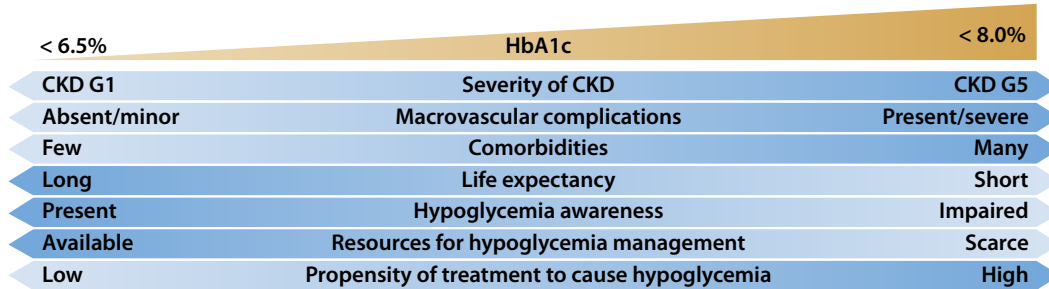 < 6.5% HbA1c < 8.0%
CKD G1 Severity of CKD CKD G5
Absent/minor Macrovascular complications Present/severe
Few Comorbidities Many
Long Life expectancy Short
Present Hypoglycemia awareness Impaired
Available Resources for hypoglycemia management Scarce
Low Propensity of treatment to cause hypoglycemia High